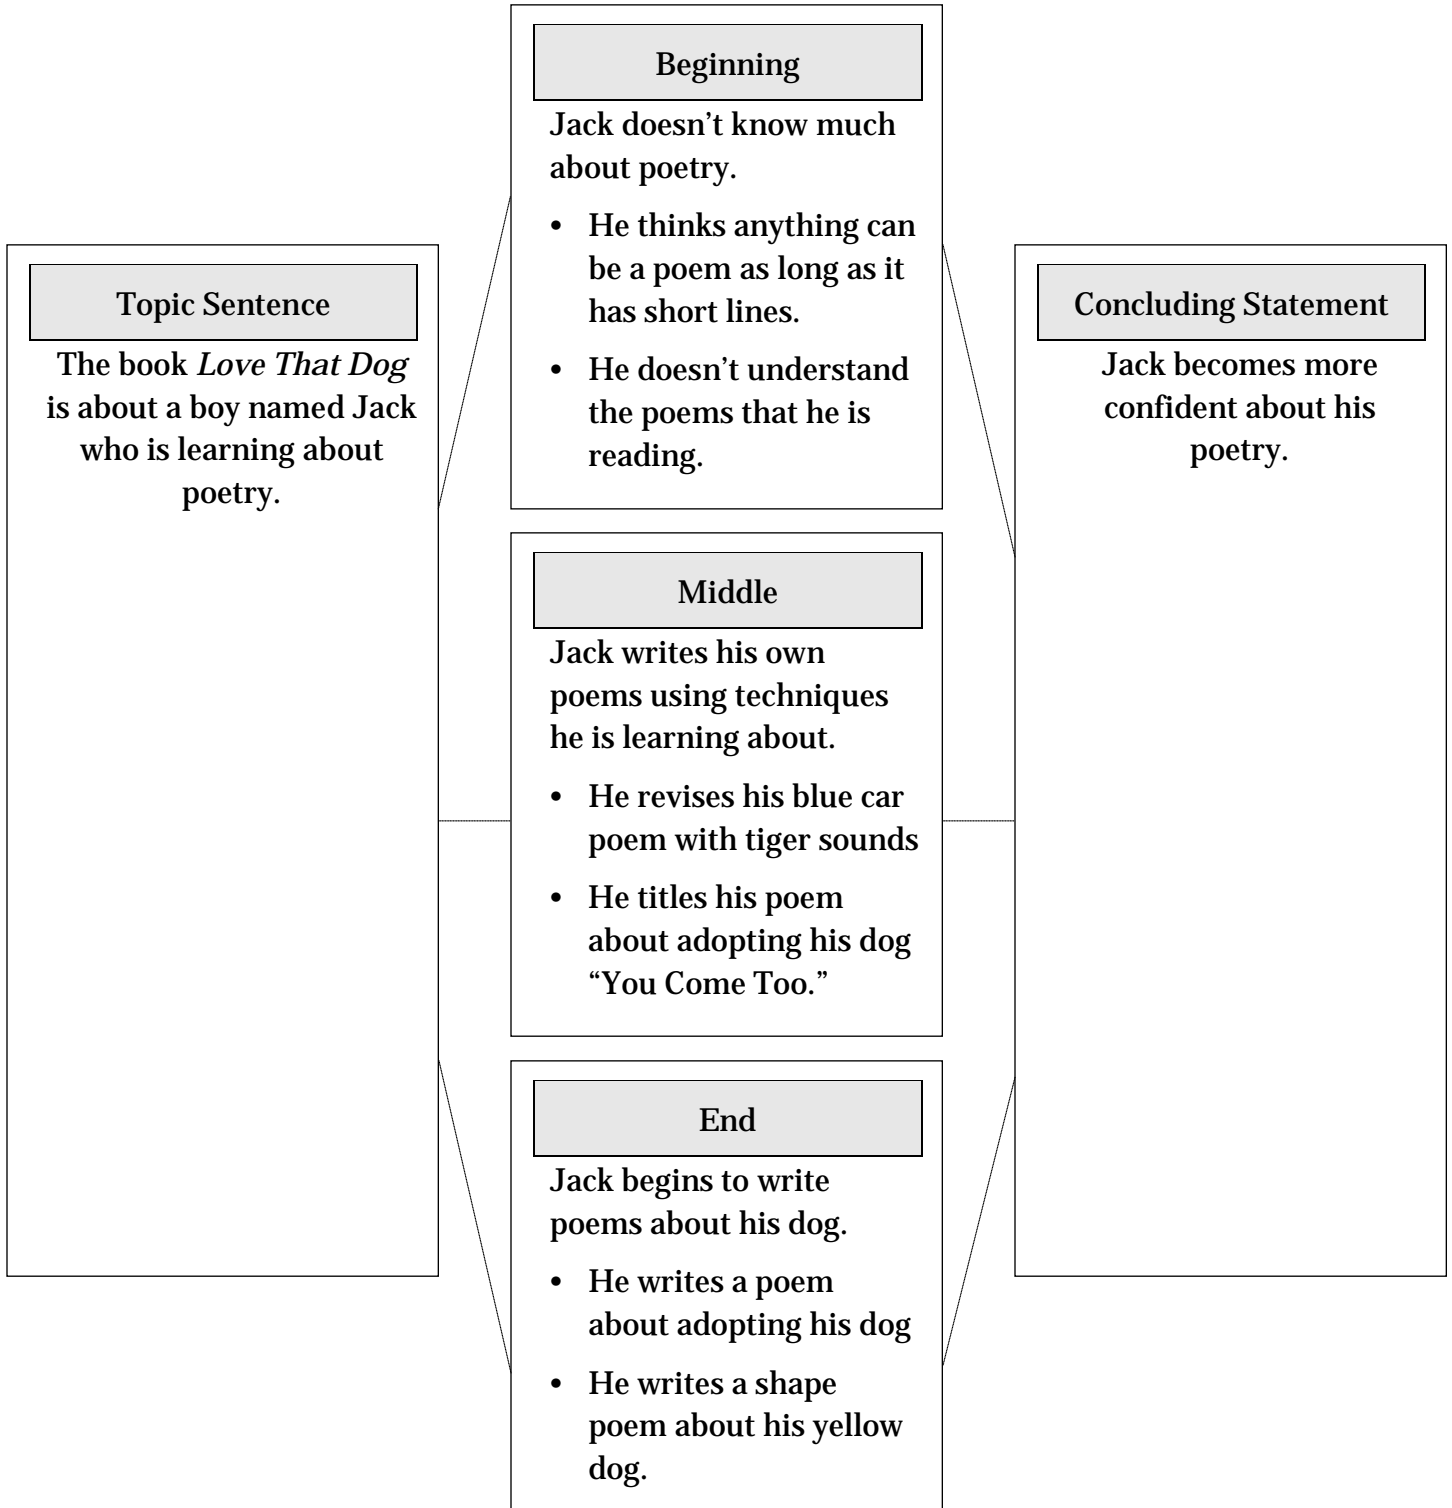 Topic Sentence
The book Love That Dog
is about a boy named Jack
who is learning about
poetry.
Beginning
Jack doesn’t know much
about poetry.
• He thinks anything can
be a poem as long as it
has short lines.
• He doesn’t understand
the poems that he is
reading.
Middle
Jack writes his own
poems using techniques
he is learning about.
• He revises his blue car
poem with tiger sounds
• He titles his poem
about adopting his dog
“You Come Too.”
End
Jack begins to write
poems about his dog.
• He writes a poem
about adopting his dog
• He writes a shape
poem about his yellow
dog.
Concluding Statement
Jack becomes more
confident about his
poetry.